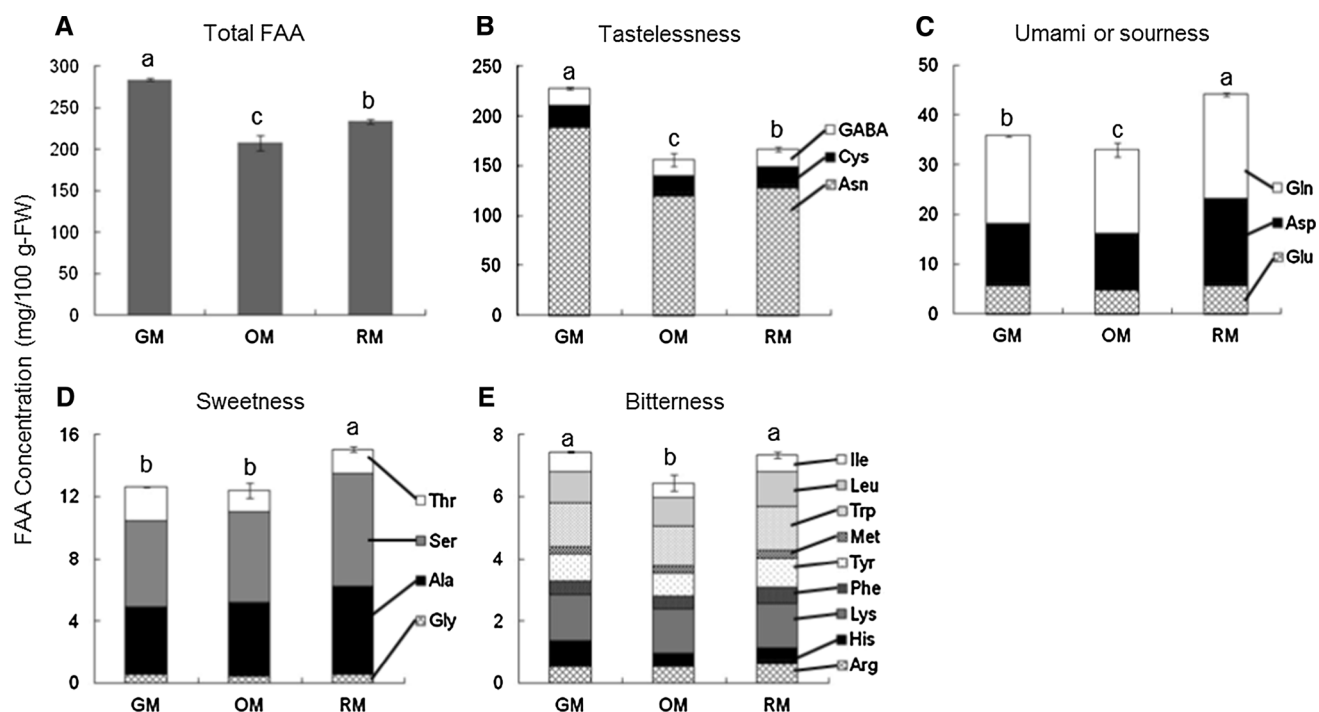 A Total FAA
300
250
200
150
100
50
0
a
c
b
GM OM RM
B Tastelessness
250
200
150
100
50
0
a
c
b
GABA
Cys
Asn
GM OM RM
C Umami or sourness
50
40
30
20
10
0
b
c
a
Gln
Asp
Glu
GM OM RM
FAA Concentration (mg/100 g-FW)
D Sweetness
16
12
8
4
0
b
b
a
Thr
Ser
Ala
Gly
GM OM RM
E Bitterness
8
6
4
2
0
a
b
a
Ile
Leu
Trp
Met
Tyr
Phe
Lys
His
Arg
GM OM RM